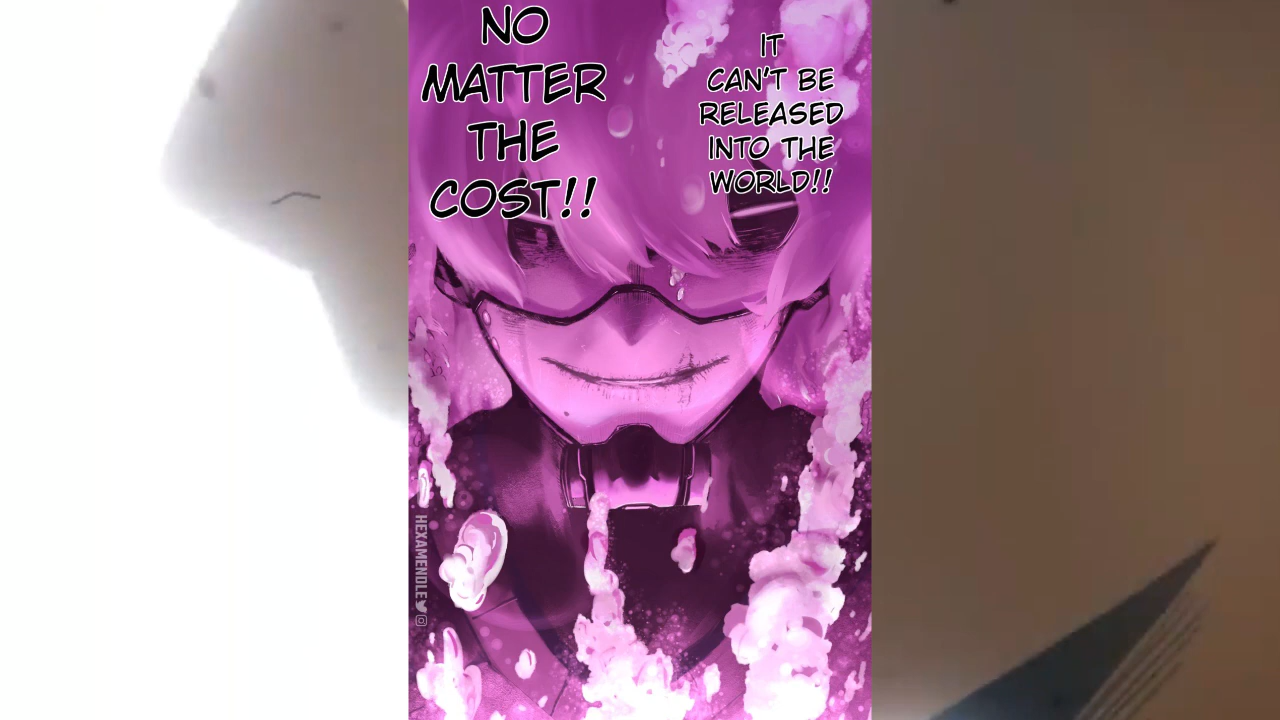 NO
MATTER
THE
COST!!
IT
CAN'T BE
RELEASED
INTO THE
WORLD!!
HEXAMENDLE